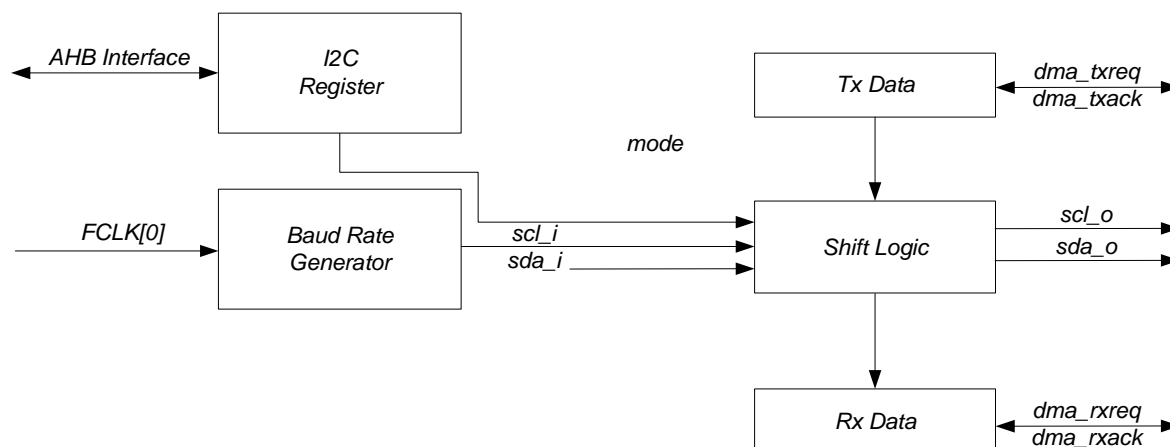 AHB Interface
I2C
Register
Tx Data
dma_txreq
dma_txack
mode
FCLK[0]
Baud Rate
Generator
scl_i
sda_i
Shift Logic
scl_o
sda_o
Rx Data
dma_rxreq
dma_rxack